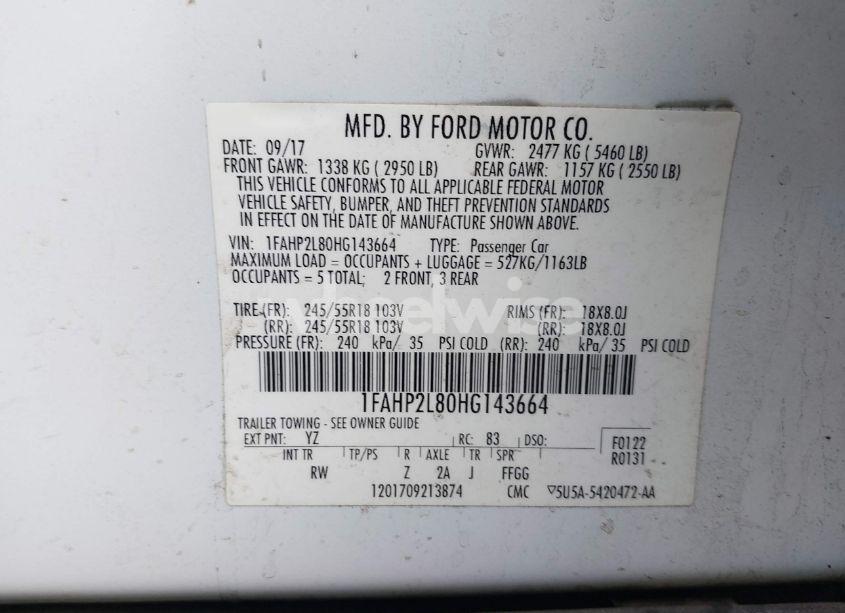 MFD. BY FORD MOTOR CO.
DATE: 09/17 GVWR: 2477 KG ( 5460 LB)
FRONT GAWR: 1338 KG ( 2950 LB) REAR GAWR: 1157 KG ( 2550 LB)
THIS VEHICLE CONFORMS TO ALL APPLICABLE FEDERAL MOTOR
VEHICLE SAFETY, BUMPER, AND THEFT PREVENTION STANDARDS
IN EFFECT ON THE DATE OF MANUFACTURE SHOWN ABOVE.
VIN: 1FAHP2L80HG143664 TYPE: Passenger Car
MAXIMUM LOAD = OCCUPANTS + LUGGAGE = 527KG/1163LB
OCCUPANTS = 5 TOTAL; 2 FRONT, 3 REAR
wheelwise
TIRE (FR): 245/55R18 103V RIMS (FR): 18X8.0J
(RR): 245/55R18 103V (RR): 18X8.0J
PRESSURE (FR): 240 kPa/ 35 PSI COLD (RR): 240 kPa/ 35 PSI COLD
1FAHP2L80HG143664
TRAILER TOWING - SEE OWNER GUIDE
EXT PNT: YZ RC: 83 DSO: F0122
INT TR TP/PS R AXLE TR SPR R0131
RW Z 2A J FFGG
1201709213874 CMC ▽5U5A-5420472-AA